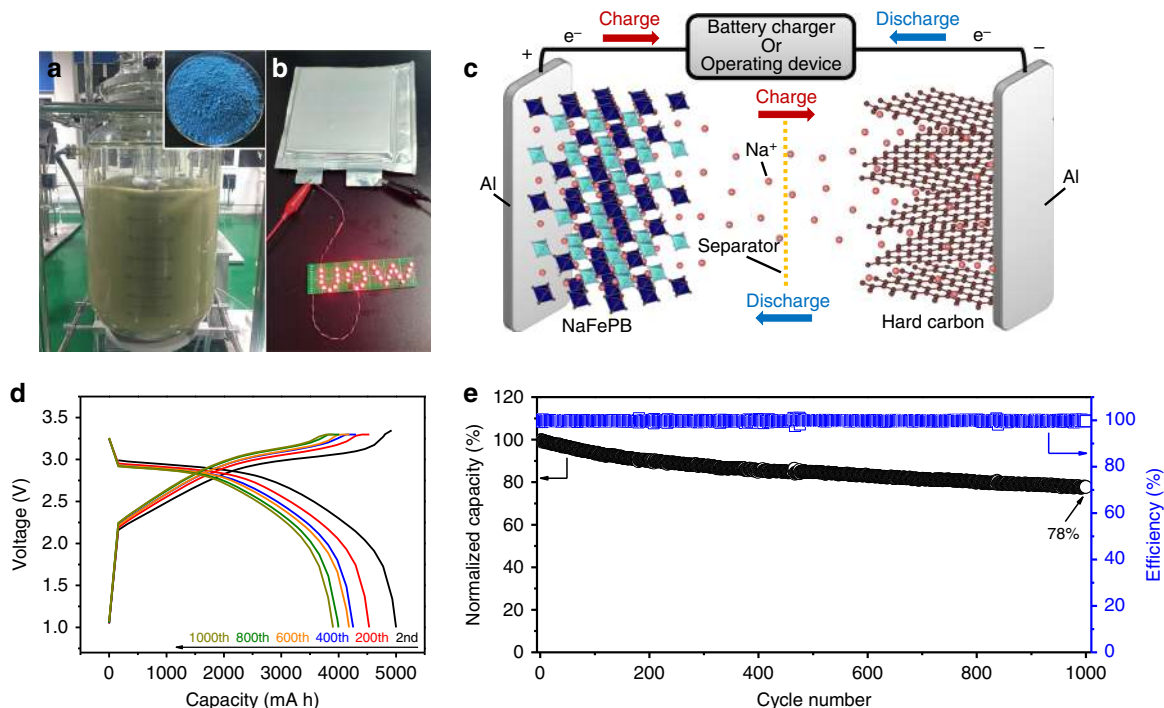 a
b
UOW
c
Charge
Discharge
e⁻
e⁻
Battery charger
Or
Operating device
+
−
Charge
Na⁺
Al
Al
Separator
Discharge
NaFePB
Hard carbon
d
Voltage (V)
3.5
3.0
2.5
2.0
1.5
1.0
1000th 800th 600th 400th 200th 2nd
0 1000 2000 3000 4000 5000
Capacity (mA h)
e
Normalized capacity (%)
120
100
80
60
40
20
0
78%
0 200 400 600 800 1000
Cycle number
100
80
60
40
20
0
Efficiency (%)